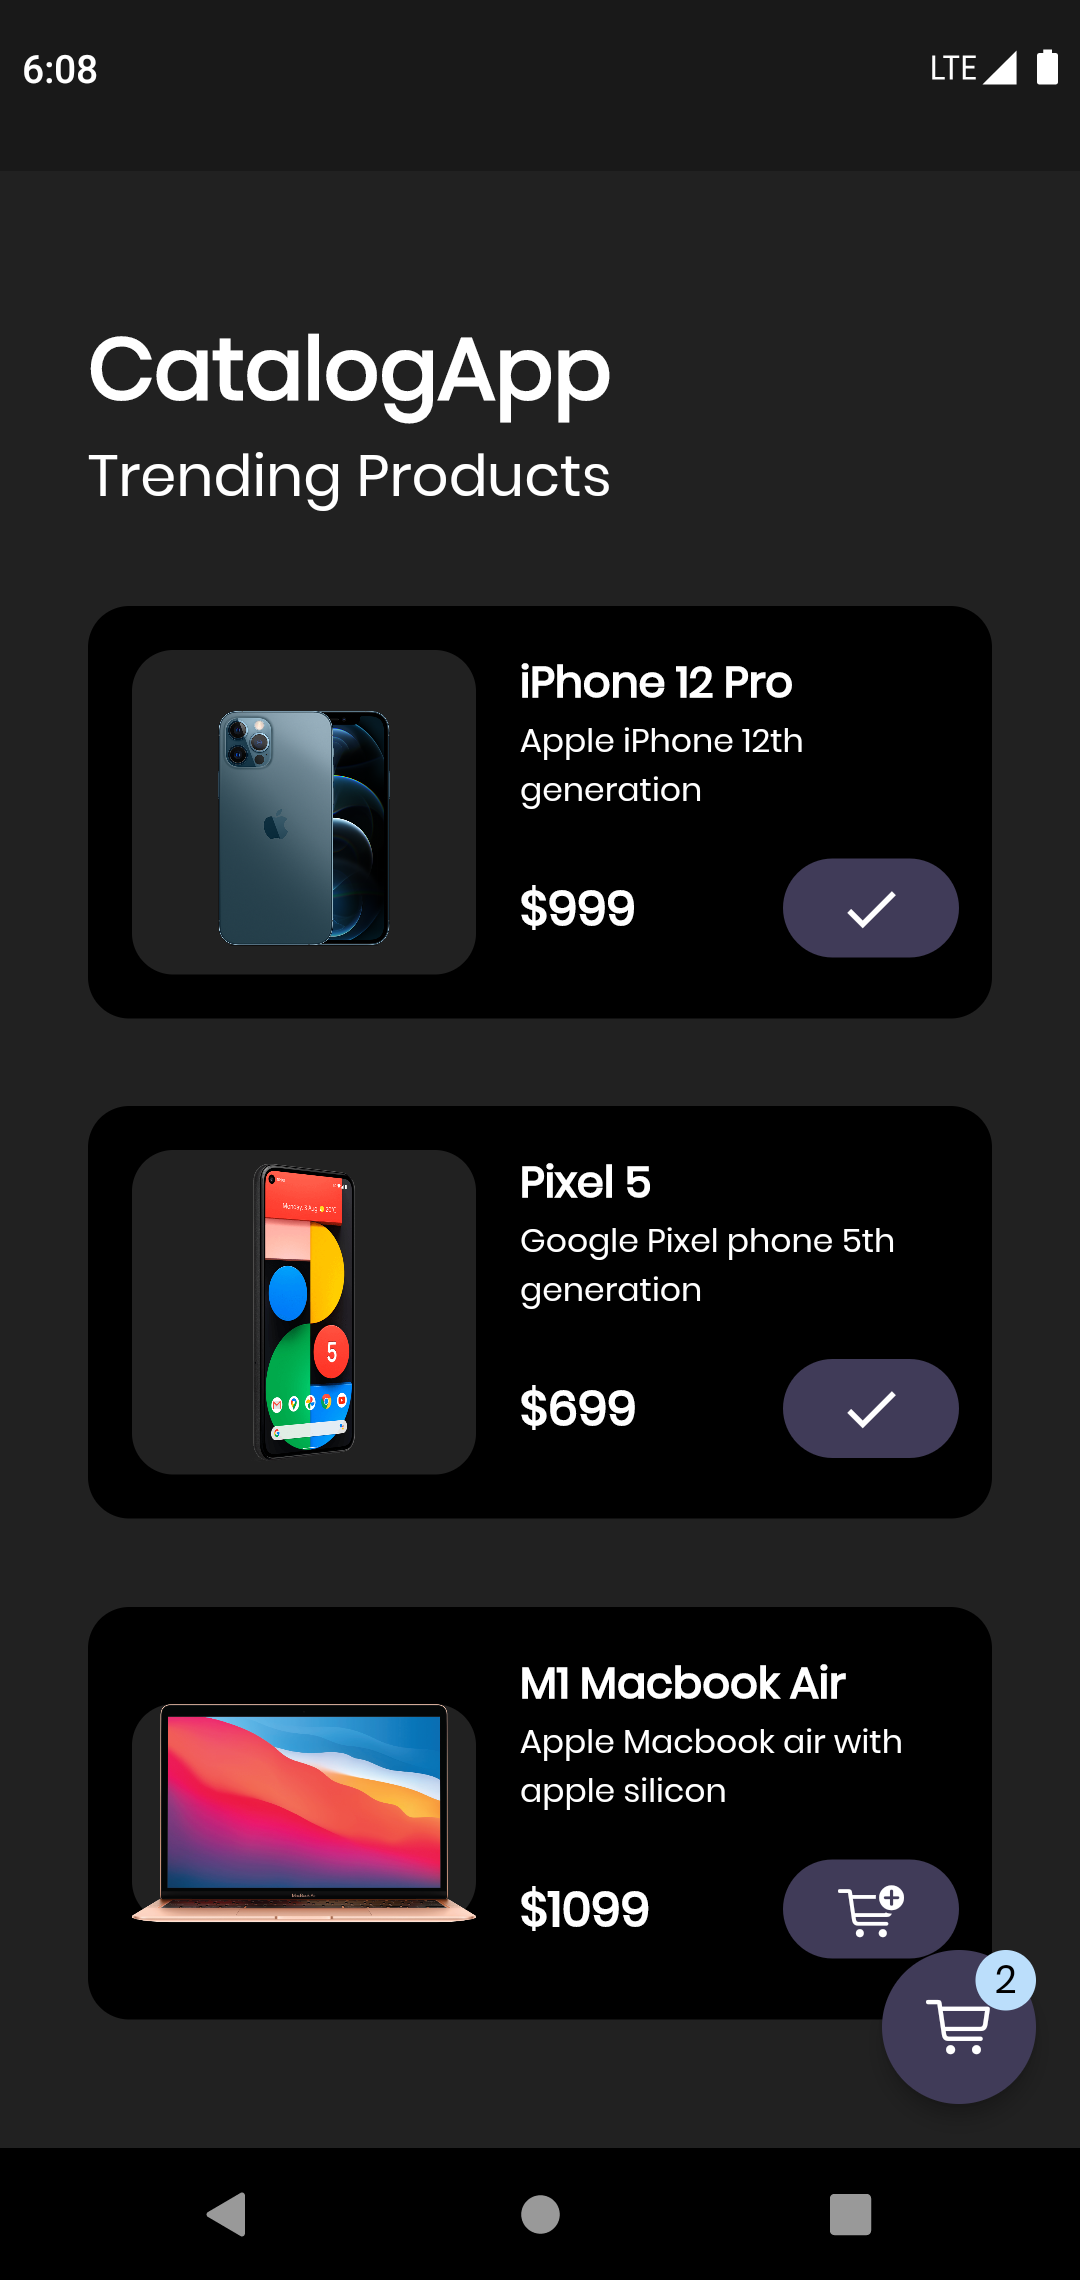 6:08
LTE
CatalogApp
Trending Products
iPhone 12 Pro
Apple iPhone 12th
generation
$999
Pixel 5
Google Pixel phone 5th
generation
$699
5
M1 Macbook Air
Apple Macbook air with
apple silicon
$1099
2